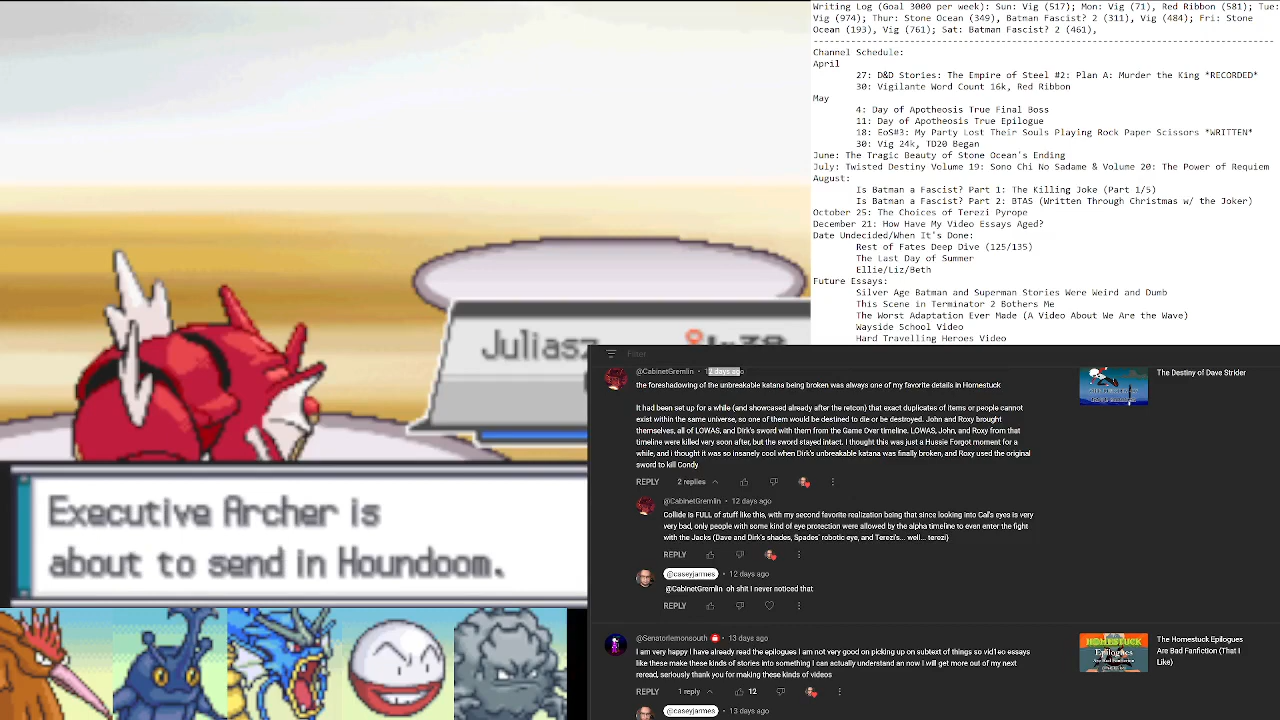 Writing Log (Goal 3000 per week): Sun: Vig (517); Mon: Vig (71), Red Ribbon (581); Tue:
Vig (974); Thur: Stone Ocean (349), Batman Fascist? 2 (311), Vig (484); Fri: Stone
Ocean (193), Vig (761); Sat: Batman Fascist? 2 (461),
Channel Schedule:
April
27: D&D Stories: The Empire of Steel #2: Plan A: Murder the King *RECORDED*
30: Vigilante Word Count 16k, Red Ribbon
May
4: Day of Apotheosis True Final Boss
11: Day of Apotheosis True Epilogue
18: EoS#3: My Party Lost Their Souls Playing Rock Paper Scissors *WRITTEN*
30: Vig 24k, TD20 Began
June: The Tragic Beauty of Stone Ocean's Ending
July: Twisted Destiny Volume 19: Sono Chi No Sadame & Volume 20: The Power of Requiem
August:
Is Batman a Fascist? Part 1: The Killing Joke (Part 1/5)
Is Batman a Fascist? Part 2: BTAS (Written Through Christmas w/ the Joker)
October 25: The Choices of Terezi Pyrope
December 21: How Have My Video Essays Aged?
Date Undecided/When It's Done:
Rest of Fates Deep Dive (125/135)
The Last Day of Summer
Ellie/Liz/Beth
Future Essays:
Silver Age Batman and Superman Stories Were Weird and Dumb
This Scene in Terminator 2 Bothers Me
The Worst Adaptation Ever Made (A Video About We Are the Wave)
Wayside School Video
Hard Travelling Heroes Video
Juliasz
Executive Archer is
about to send in Houndoom.
Filter
@CabinetGremlin • 12 days ago
the foreshadowing of the unbreakable katana being broken was always one of my favorite details in Homestuck
It had been set up for a while (and showcased already after the retcon) that exact duplicates of items or people cannot
exist within the same universe, so one of them would be destined to die or be destroyed. John and Roxy brought
themselves, all of LOWAS, and Dirk's sword with them from the Game Over timeline. LOWAS, John, and Roxy from that
timeline were killed very soon after, but the sword stayed intact. I thought this was just a Hussie Forgot moment for a
while, and i thought it was so insanely cool when Dirk's unbreakable katana was finally broken, and Roxy used the original
sword to kill Condy
REPLY 2 replies
@CabinetGremlin • 12 days ago
Collide is FULL of stuff like this, with my second favorite realization being that since looking into Cal's eyes is very
very bad, only people with some kind of eye protection were allowed by the alpha timeline to even enter the fight
with the Jacks (Dave and Dirk's shades, Spades' robotic eye, and Terezi's... well... terezi)
REPLY
@caseyjarmes • 12 days ago
@CabinetGremlin oh shit I never noticed that
REPLY
@Senatorlemonsouth • 13 days ago
I am very happy I have already read the epilogues I am not very good on picking up on subtext of things so vid1eo essays
like these make these kinds of stories into something I can actually understand an now I will get more out of my next
reread, seriously thank you for making these kinds of videos
REPLY 1 reply 12
@caseyjarmes • 13 days ago
The Destiny of Dave Strider
HOMESTUCK
Epilogues
Are Bad Fanfiction
The Homestuck Epilogues
Are Bad Fanfiction (That I
Like)